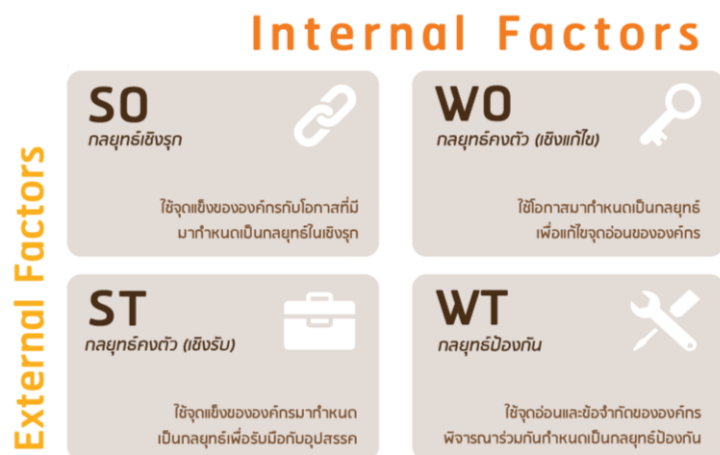 Internal Factors
External Factors
SO
กลยุทธ์เชิงรุก
ใช้จุดแข็งขององค์กรกับโอกาสที่มี
มากำหนดเป็นกลยุทธ์ในเชิงรุก
WO
กลยุทธ์คงตัว (เชิงแก้ไข)
ใช้โอกาสมากำหนดเป็นกลยุทธ์
เพื่อแก้ไขจุดอ่อนขององค์กร
ST
กลยุทธ์คงตัว (เชิงรับ)
ใช้จุดแข็งขององค์กรมากำหนด
เป็นกลยุทธ์เพื่อรับมือกับอุปสรรค
WT
กลยุทธ์ป้องกัน
ใช้จุดอ่อนและข้อจำกัดขององค์กร
พิจารณาร่วมกันกำหนดเป็นกลยุทธ์ป้องกัน